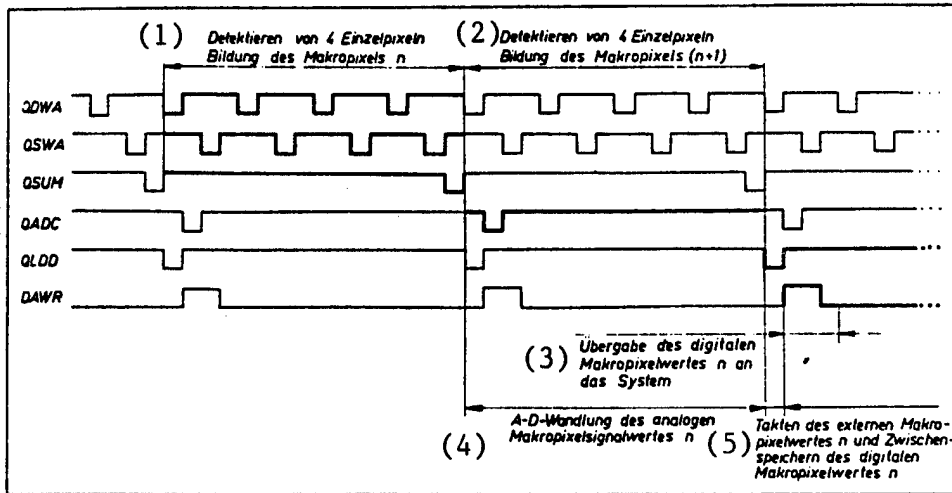 (1) Detektieren von 4 Einzelpixeln
Bildung des Makropixels n
(2) Detektieren von 4 Einzelpixeln
Bildung des Makropixels (n+1)
QDWA
QSWA
QSUM
QADC
QLDD
DAWR
(3) Übergabe des digitalen
Makropixelwertes n an
das System
(4) A-D-Wandlung des analogen
Makropixelsignalwertes n
(5) Takten des externen Makro-
pixelwertes n und Zwischen-
speichern des digitalen
Makropixelwertes n